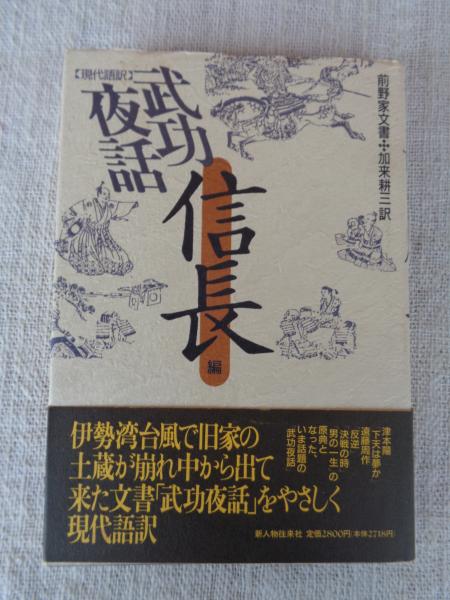 【現代語訳】
武功
夜話
信長
編
前野家文書✣加来耕三訳
伊勢湾台風で旧家の
土蔵が崩れ中から出て
来た文書「武功夜話」をやさしく
現代語訳
津本陽
『下天は夢か』
遠藤周作
『反逆』
『決戦の時』
『男の一生』の
原典と
なった、
いま話題の
『武功夜話』
新人物往来社 定価2800円(本体2718円)